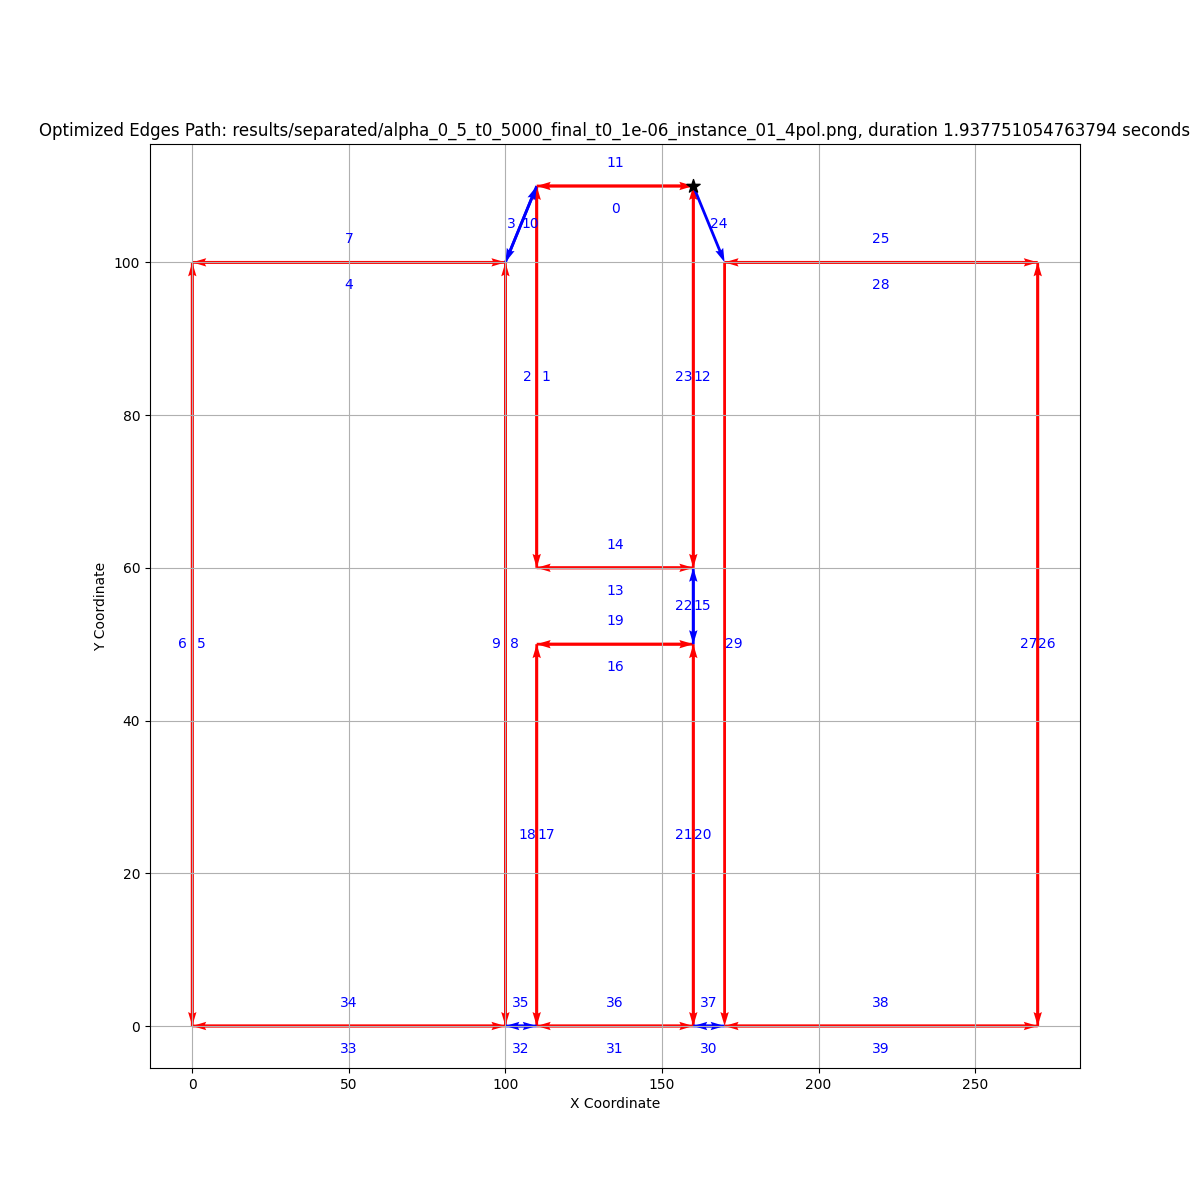 Optimized Edges Path: results/separated/alpha_0_5_t0_5000_final_t0_1e-06_instance_01_4pol.png, duration 1.937751054763794 seconds
11
0
3 10 24
7 25
100
4 28
2 1 23 12
80
14
60
13
22 15
19
6 5 9 8 29 27 26
16
40
18 17 21 20
20
34 35 36 37 38
0
33 32 31 30 39
0 50 100 150 200 250
X Coordinate
Y Coordinate